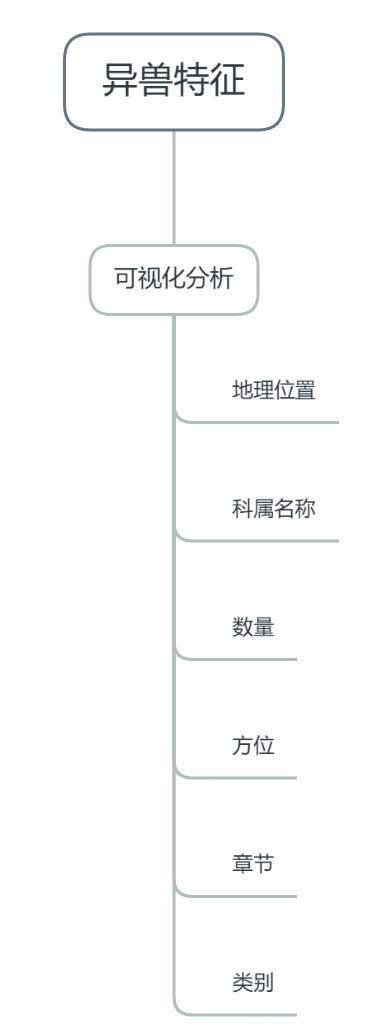 异兽特征
可视化分析
地理位置
科属名称
数量
方位
章节
类别